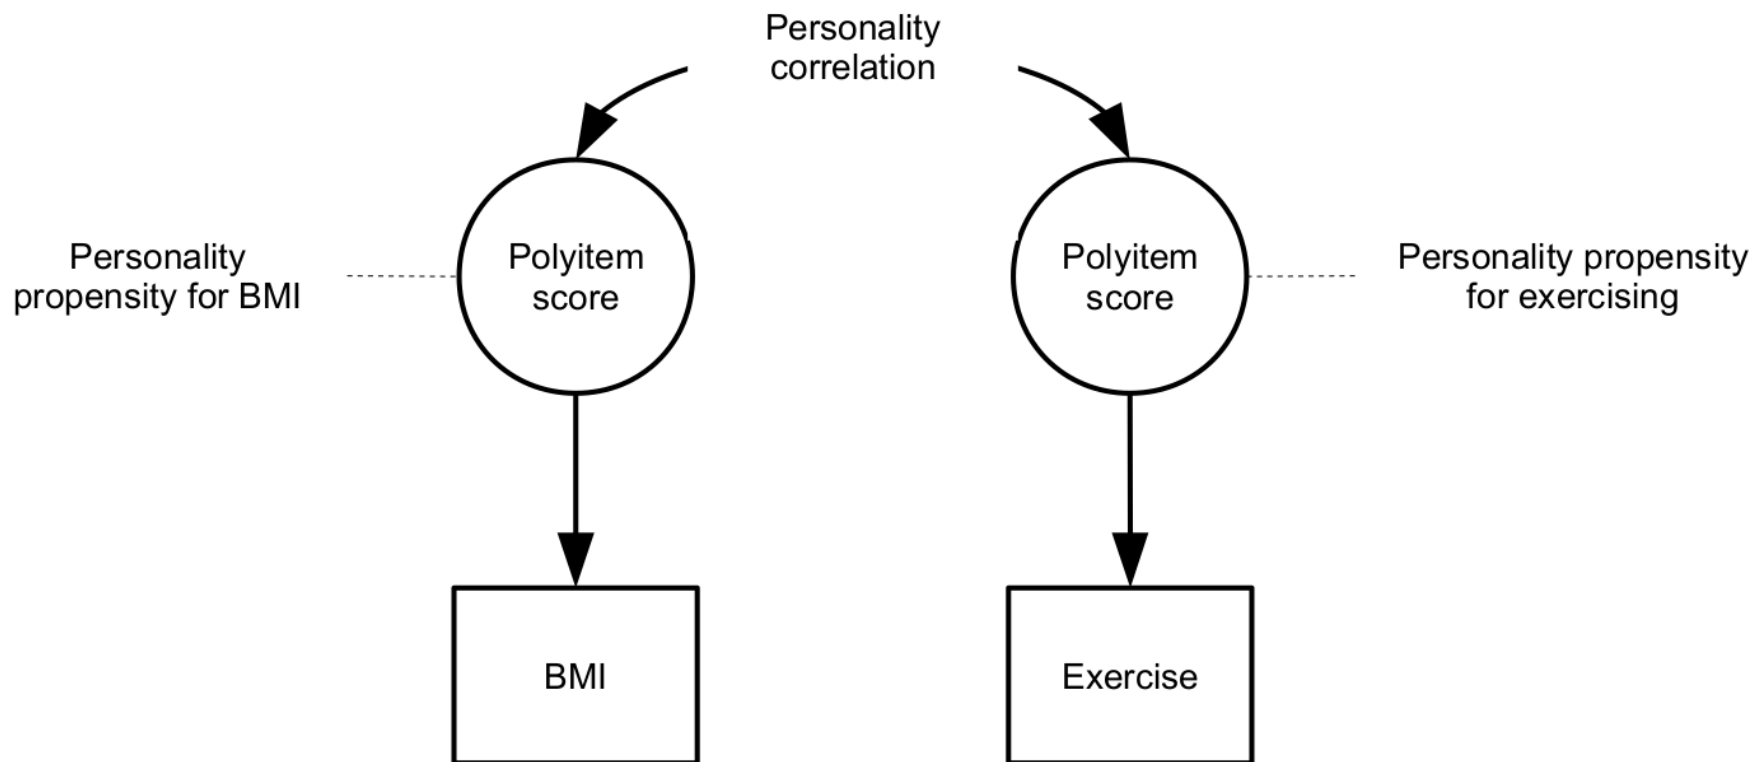 Personality
correlation
Personality
propensity for BMI
Polyitem
score
Polyitem
score
Personality propensity
for exercising
BMI
Exercise